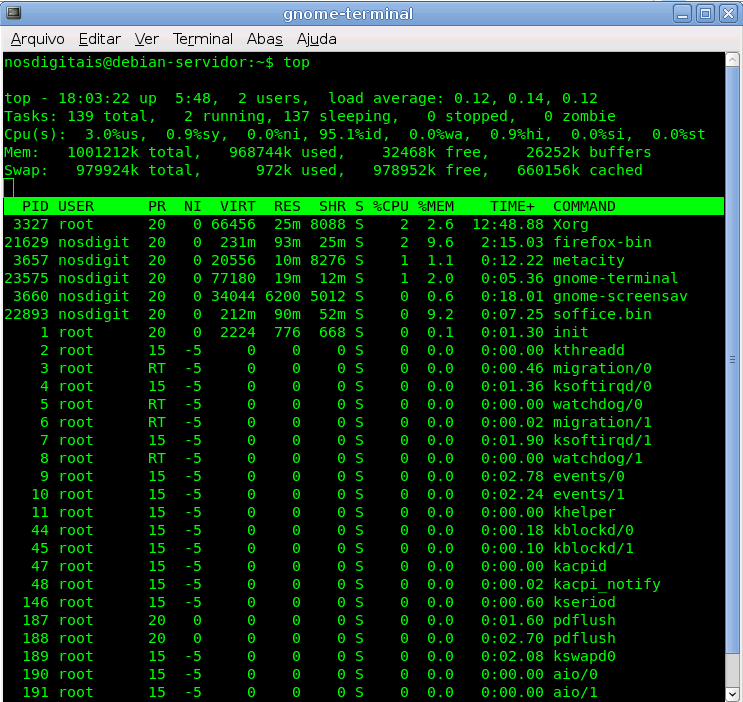 gnome-terminal
Arquivo Editar Ver Terminal Abas Ajuda
nosdigitais@debian-servidor:~$ top
top - 18:03:22 up  5:48,  2 users,  load average: 0.12, 0.14, 0.12
Tasks: 139 total,   2 running, 137 sleeping,   0 stopped,   0 zombie
Cpu(s):  3.0%us,  0.9%sy,  0.0%ni, 95.1%id,  0.0%wa,  0.9%hi,  0.0%si,  0.0%st
Mem:   1001212k total,   968744k used,    32468k free,    26252k buffers
Swap:   979924k total,      972k used,   978952k free,   660156k cached
  PID USER      PR  NI  VIRT  RES  SHR S %CPU %MEM    TIME+  COMMAND
 3327 root      20   0 66456  25m 8088 S    2  2.6  12:48.88 Xorg
21629 nosdigit  20   0  231m  93m  25m S    2  9.6   2:15.03 firefox-bin
 3657 nosdigit  20   0 20556  10m 8276 S    1  1.1   0:12.22 metacity
23575 nosdigit  20   0 77180  19m  12m S    1  2.0   0:05.36 gnome-terminal
 3660 nosdigit  20   0 34044 6200 5012 S    0  0.6   0:18.01 gnome-screensav
22893 nosdigit  20   0  212m  90m  52m S    0  9.2   0:07.25 soffice.bin
    1 root      20   0  2224  776  668 S    0  0.1   0:01.30 init
    2 root      15  -5     0    0    0 S    0  0.0   0:00.00 kthreadd
    3 root      RT  -5     0    0    0 S    0  0.0   0:00.46 migration/0
    4 root      15  -5     0    0    0 S    0  0.0   0:01.36 ksoftirqd/0
    5 root      RT  -5     0    0    0 S    0  0.0   0:00.00 watchdog/0
    6 root      RT  -5     0    0    0 S    0  0.0   0:00.02 migration/1
    7 root      15  -5     0    0    0 S    0  0.0   0:01.90 ksoftirqd/1
    8 root      RT  -5     0    0    0 S    0  0.0   0:00.00 watchdog/1
    9 root      15  -5     0    0    0 S    0  0.0   0:02.78 events/0
   10 root      15  -5     0    0    0 S    0  0.0   0:02.24 events/1
   11 root      15  -5     0    0    0 S    0  0.0   0:00.00 khelper
   44 root      15  -5     0    0    0 S    0  0.0   0:00.18 kblockd/0
   45 root      15  -5     0    0    0 S    0  0.0   0:00.10 kblockd/1
   47 root      15  -5     0    0    0 S    0  0.0   0:00.00 kacpid
   48 root      15  -5     0    0    0 S    0  0.0   0:00.02 kacpi_notify
  146 root      15  -5     0    0    0 S    0  0.0   0:00.60 kseriod
  187 root      20   0     0    0    0 S    0  0.0   0:01.60 pdflush
  188 root      20   0     0    0    0 S    0  0.0   0:02.70 pdflush
  189 root      15  -5     0    0    0 S    0  0.0   0:02.08 kswapd0
  190 root      15  -5     0    0    0 S    0  0.0   0:00.00 aio/0
  191 root      15  -5     0    0    0 S    0  0.0   0:00.00 aio/1